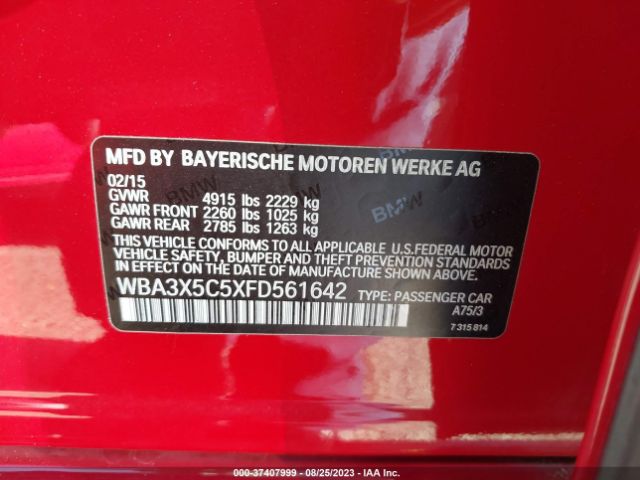 MFD BY BAYERISCHE MOTOREN WERKE AG
02/15
GVWR 4915 lbs 2229 kg
GAWR FRONT 2260 lbs 1025 kg
GAWR REAR 2785 lbs 1263 kg
THIS VEHICLE CONFORMS TO ALL APPLICABLE U.S.FEDERAL MOTOR
VEHICLE SAFETY, BUMPER AND THEFT PREVENTION STANDARDS
IN EFFECT ON THE DATE OF MANUFACTURE SHOWN ABOVE.
WBA3X5C5XFD561642 TYPE: PASSENGER CAR
A75/3
7 315 814
000-37407999 - 08/25/2023 - IAA Inc.